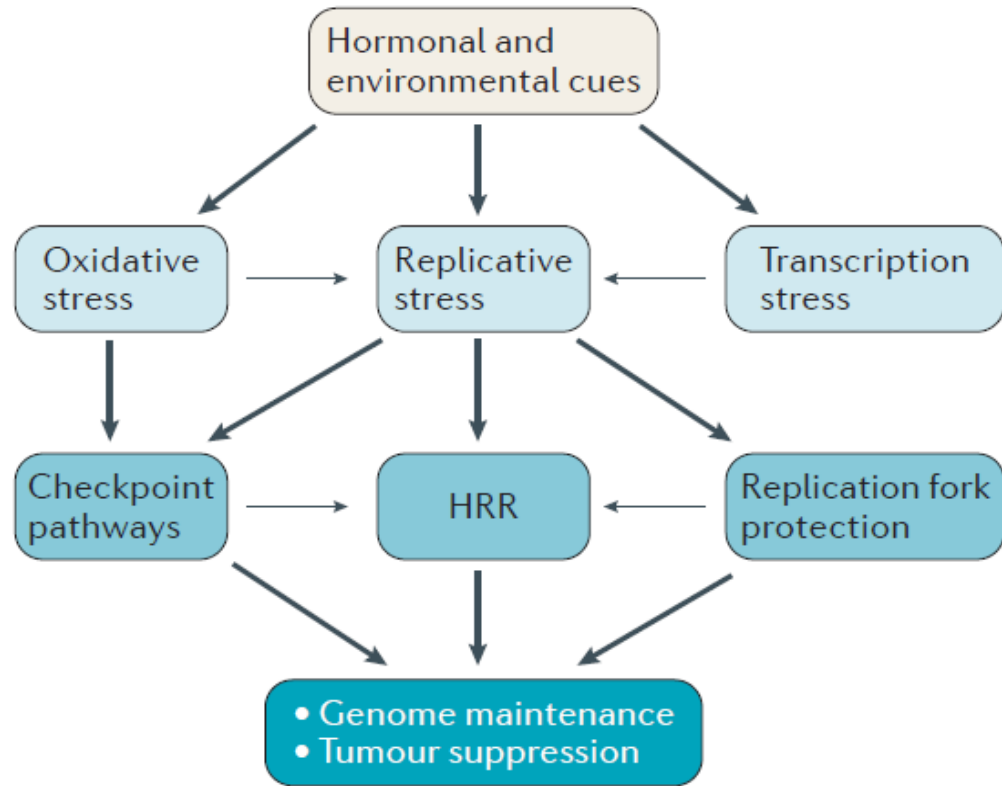 Hormonal and
environmental cues
Oxidative
stress
Replicative
stress
Transcription
stress
Checkpoint
pathways
HRR
Replication fork
protection
• Genome maintenance
• Tumour suppression